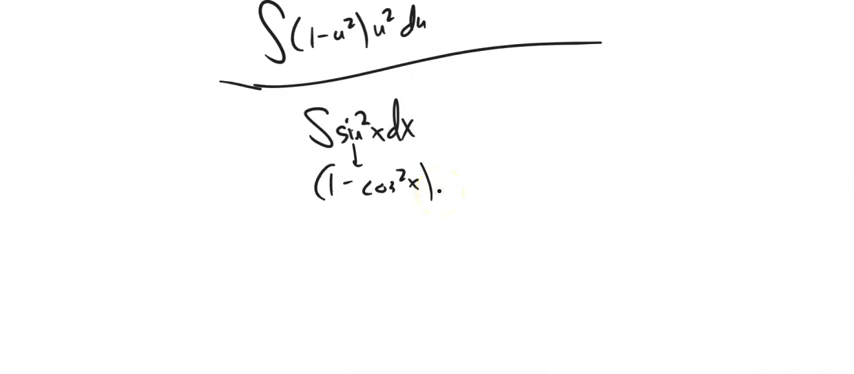 ∫(1-u²)u² du
∫sin²x dx
↓
(1 - cos²x).